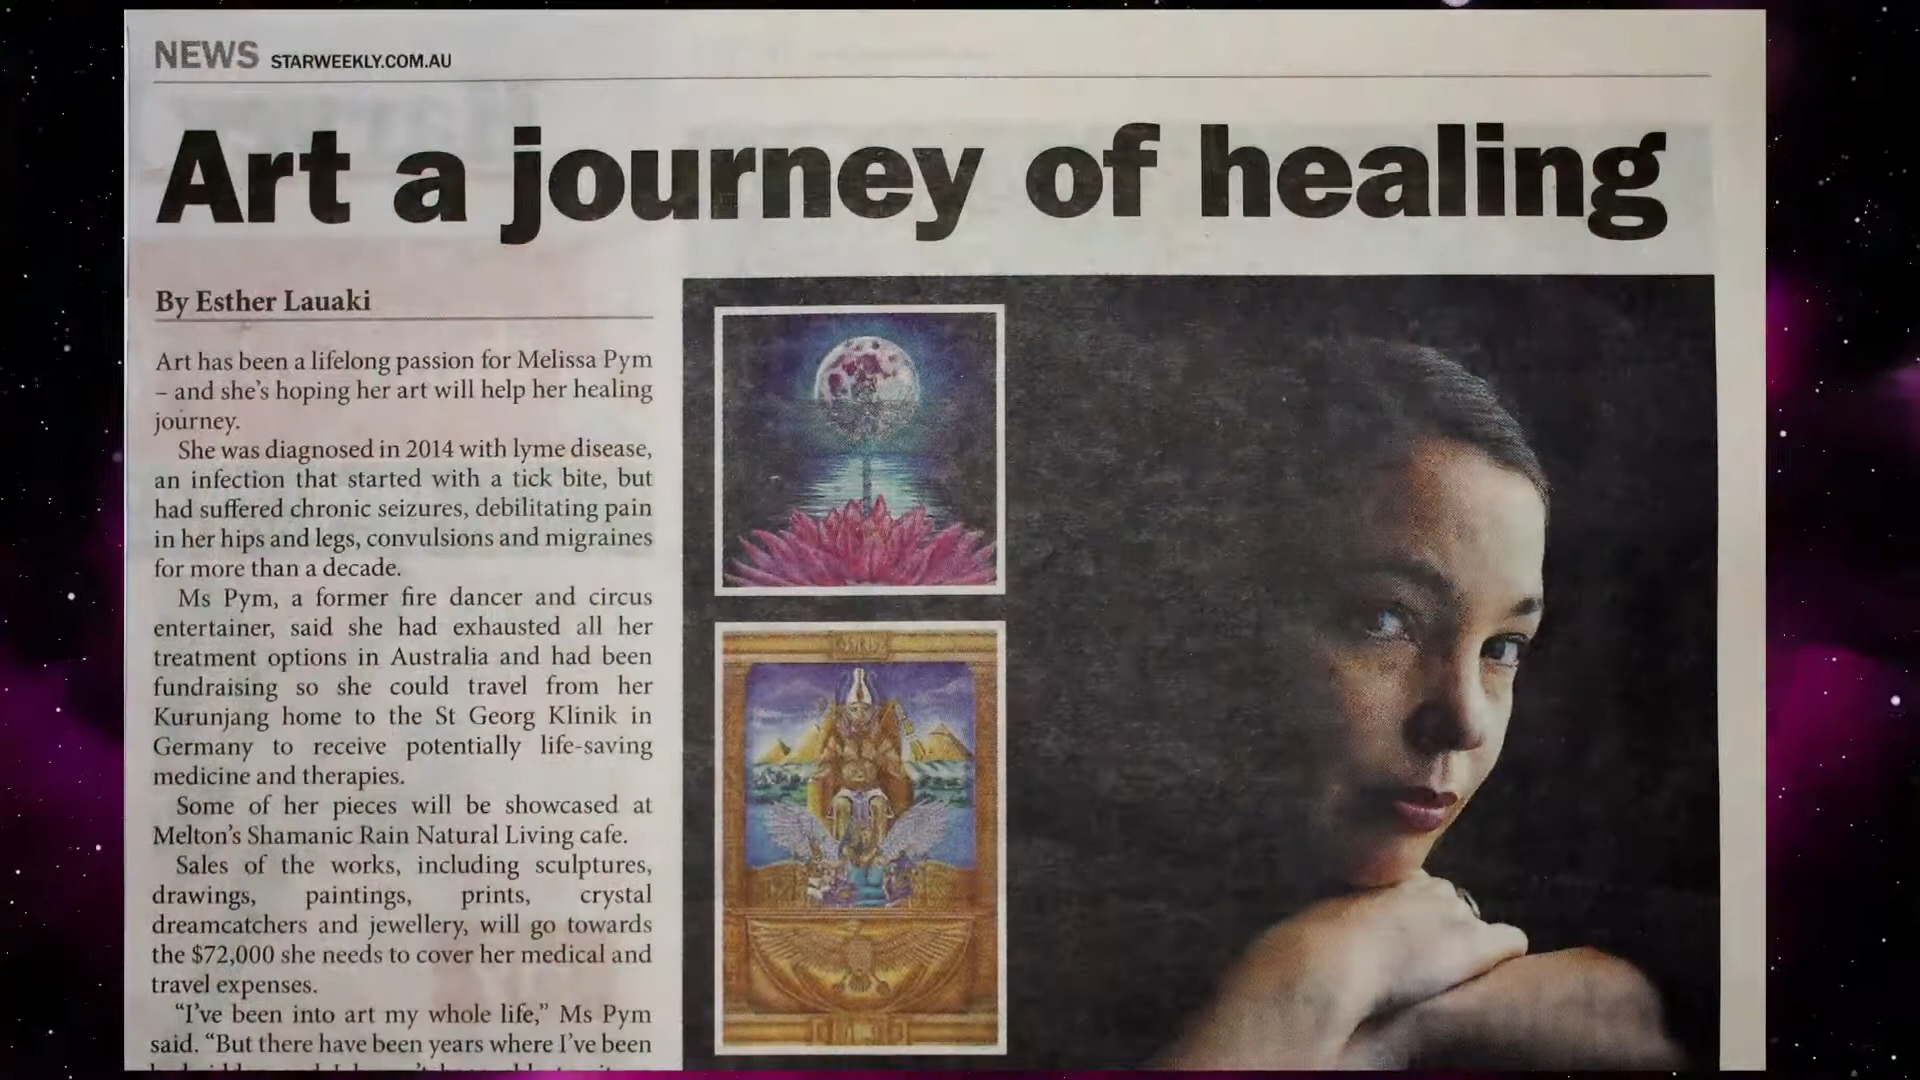 NEWS STARWEEKLY.COM.AU
Art a journey of healing
By Esther Lauaki
Art has been a lifelong passion for Melissa Pym
– and she's hoping her art will help her healing
journey.
She was diagnosed in 2014 with lyme disease,
an infection that started with a tick bite, but
had suffered chronic seizures, debilitating pain
in her hips and legs, convulsions and migraines
for more than a decade.
Ms Pym, a former fire dancer and circus
entertainer, said she had exhausted all her
treatment options in Australia and had been
fundraising so she could travel from her
Kurunjang home to the St Georg Klinik in
Germany to receive potentially life-saving
medicine and therapies.
Some of her pieces will be showcased at
Melton's Shamanic Rain Natural Living cafe.
Sales of the works, including sculptures,
drawings, paintings, prints, crystal
dreamcatchers and jewellery, will go towards
the $72,000 she needs to cover her medical and
travel expenses.
"I've been into art my whole life," Ms Pym
said. "But there have been years where I've been